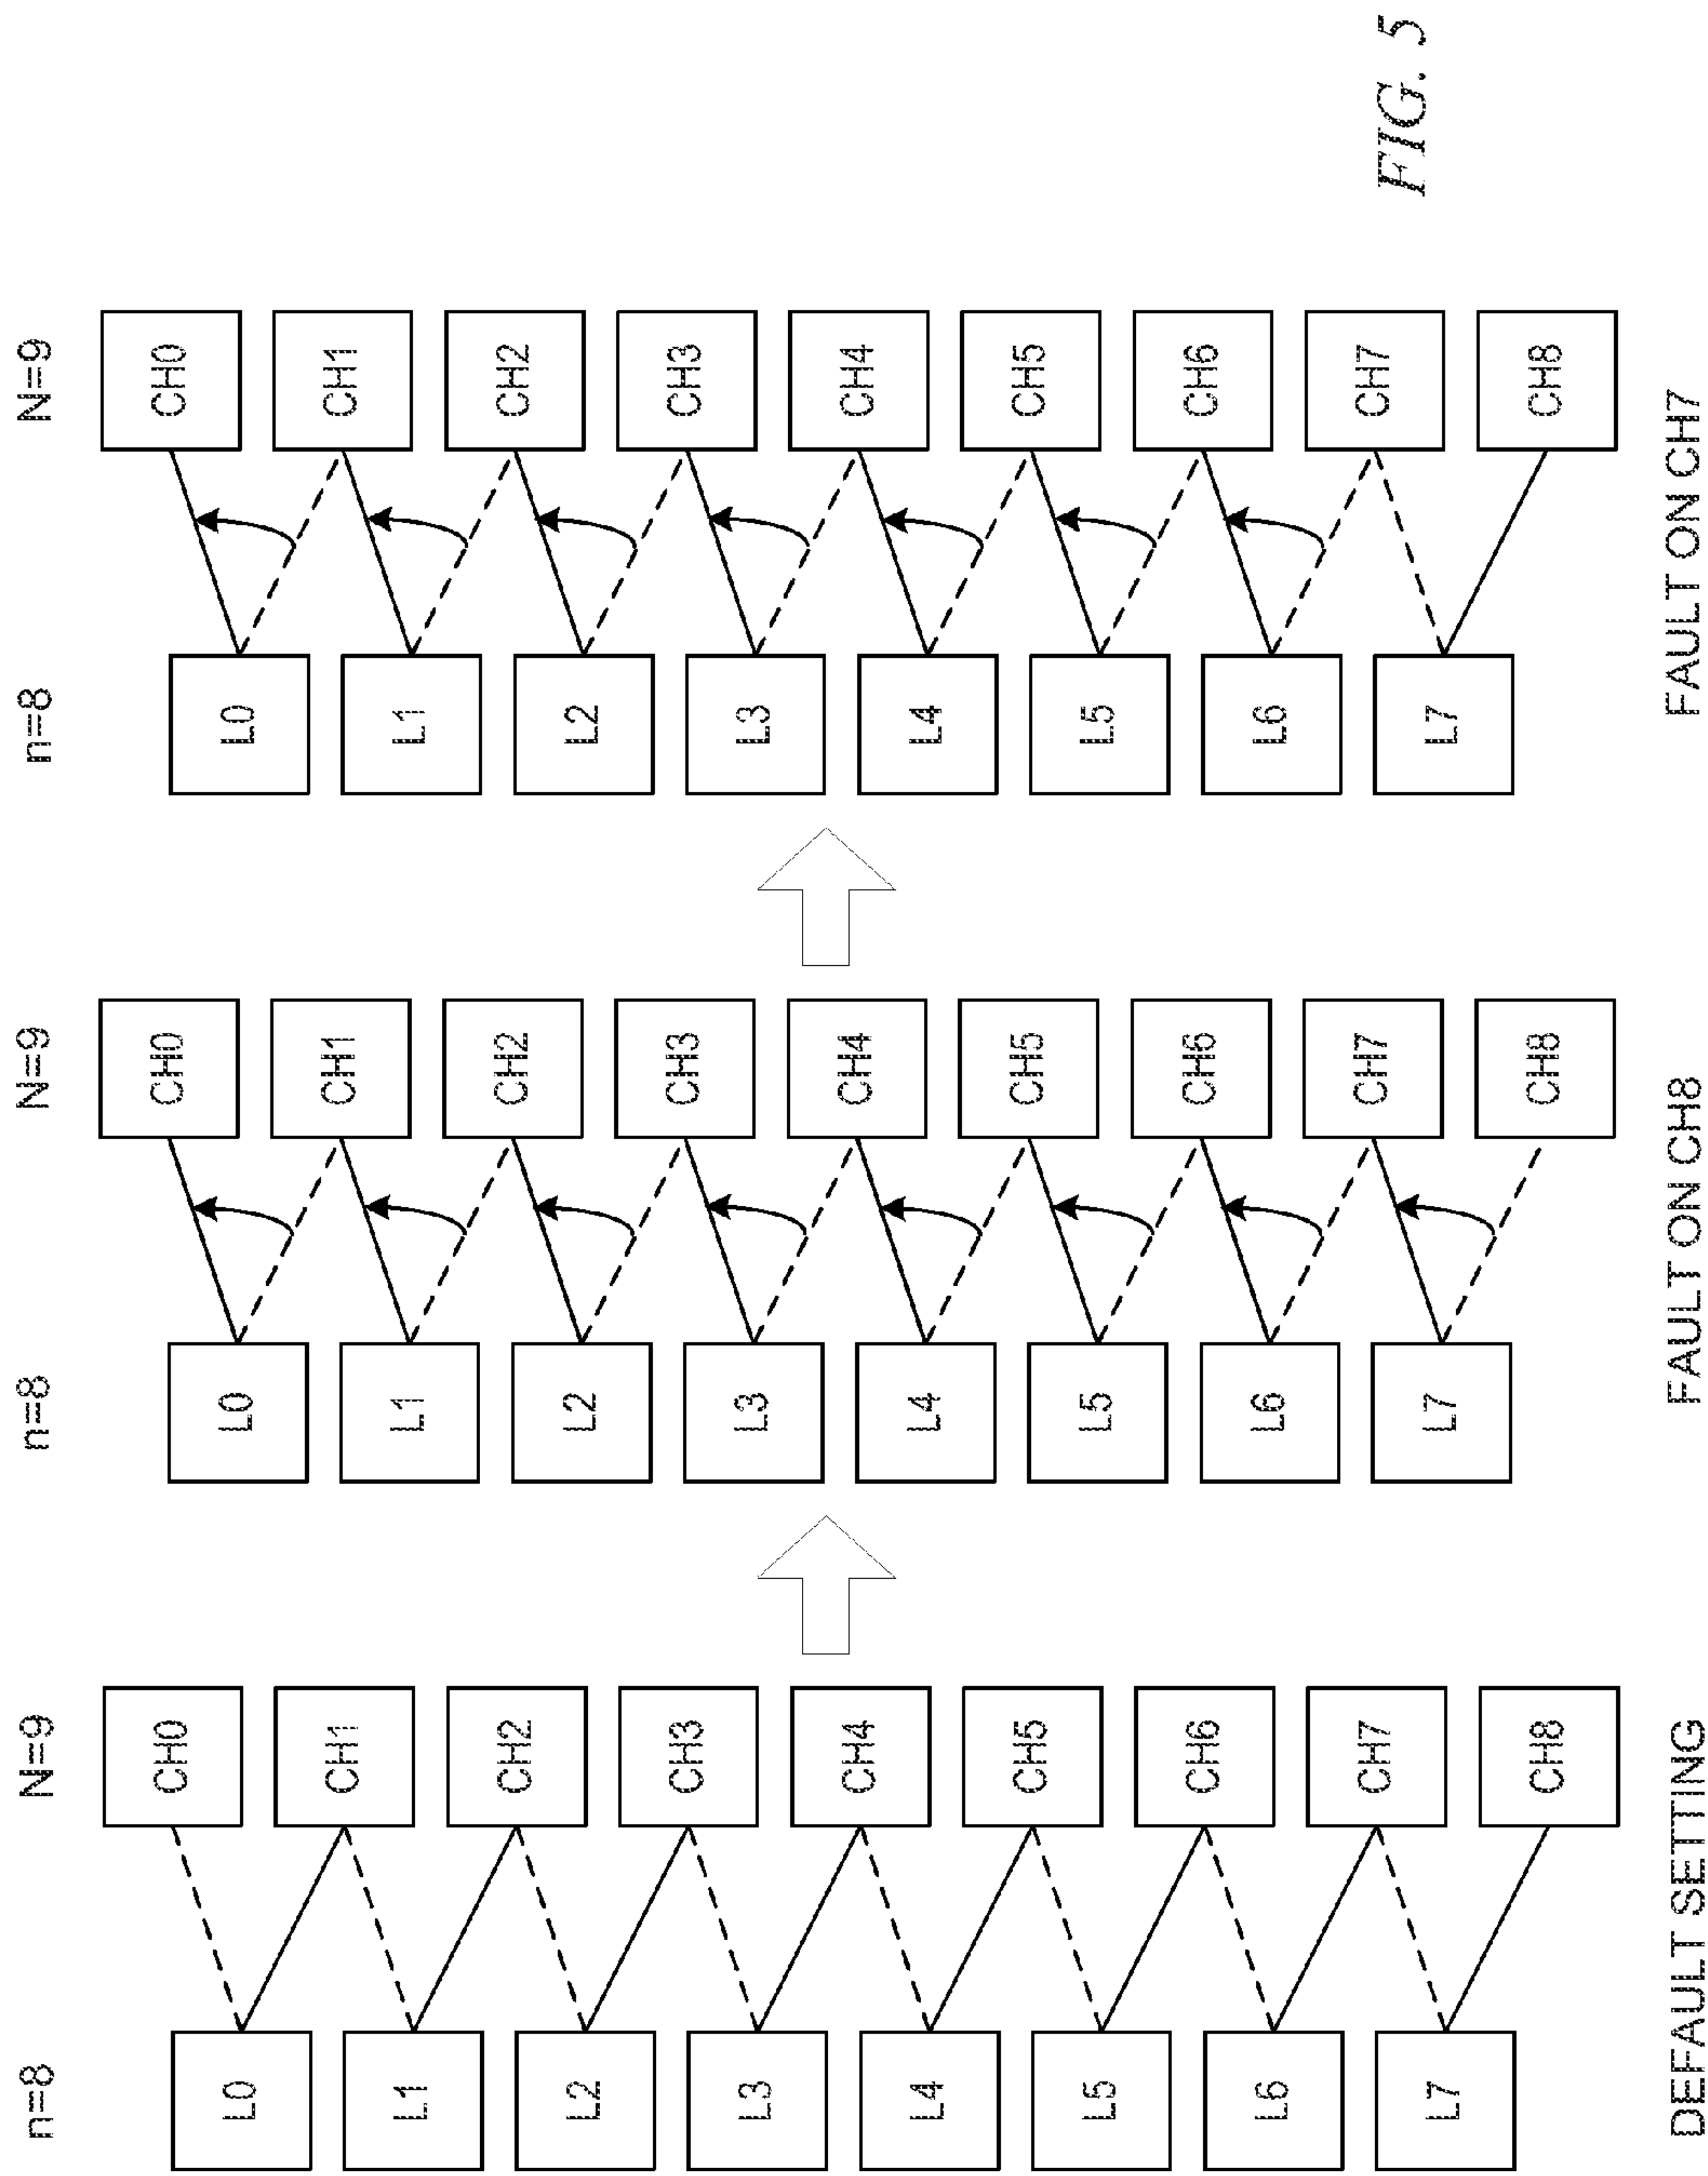 n=8 N=9
L0 CH0
L1 CH1
L2 CH2
L3 CH3
L4 CH4
L5 CH5
L6 CH6
L7 CH7
CH8
DEFAULT SETTING
n=8 N=9
L0 CH0
L1 CH1
L2 CH2
L3 CH3
L4 CH4
L5 CH5
L6 CH6
L7 CH7
CH8
FAULT ON CH8
n=8 N=9
L0 CH0
L1 CH1
L2 CH2
L3 CH3
L4 CH4
L5 CH5
L6 CH6
L7 CH7
CH8
FAULT ON CH7
FIG. 5